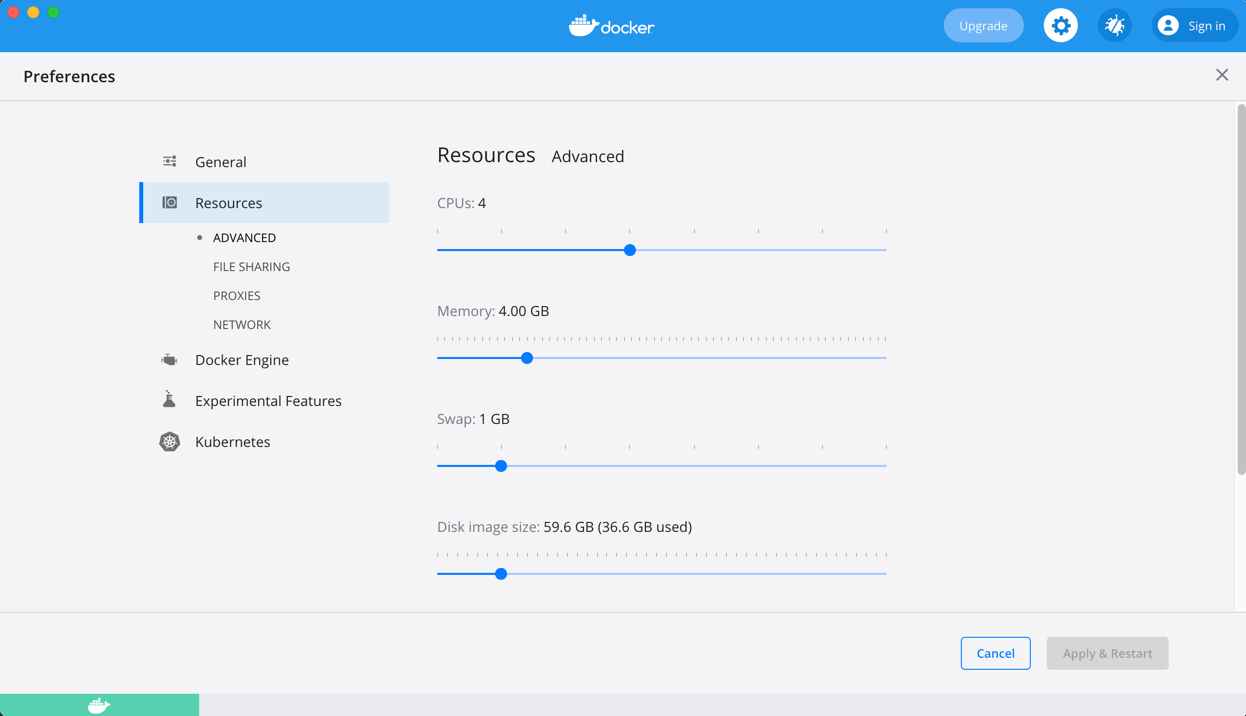 docker
Upgrade
Sign in
Preferences
General
Resources
ADVANCED
FILE SHARING
PROXIES
NETWORK
Docker Engine
Experimental Features
Kubernetes
Resources Advanced
CPUs: 4
Memory: 4.00 GB
Swap: 1 GB
Disk image size: 59.6 GB (36.6 GB used)
Cancel
Apply & Restart